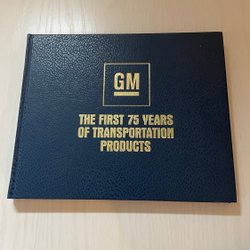 GM
THE FIRST 75 YEARS
OF TRANSPORTATION
PRODUCTS